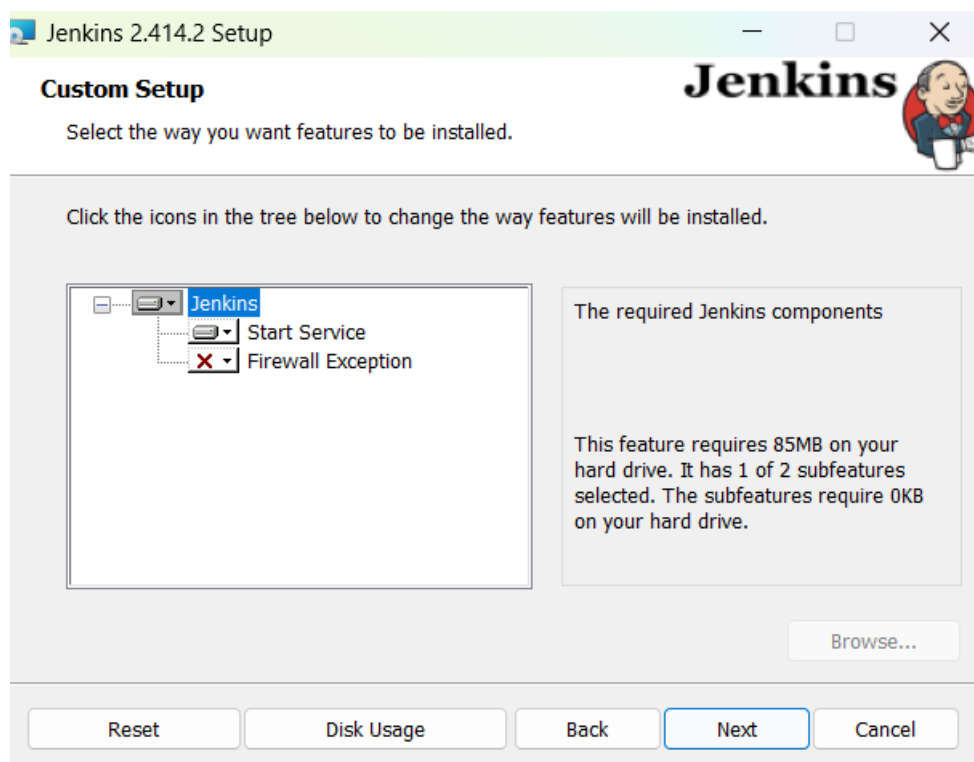 Jenkins 2.414.2 Setup
Custom Setup
Jenkins
Select the way you want features to be installed.
Click the icons in the tree below to change the way features will be installed.
Jenkins
Start Service
Firewall Exception
The required Jenkins components
This feature requires 85MB on your
hard drive. It has 1 of 2 subfeatures
selected. The subfeatures require 0KB
on your hard drive.
Browse...
Reset
Disk Usage
Back
Next
Cancel